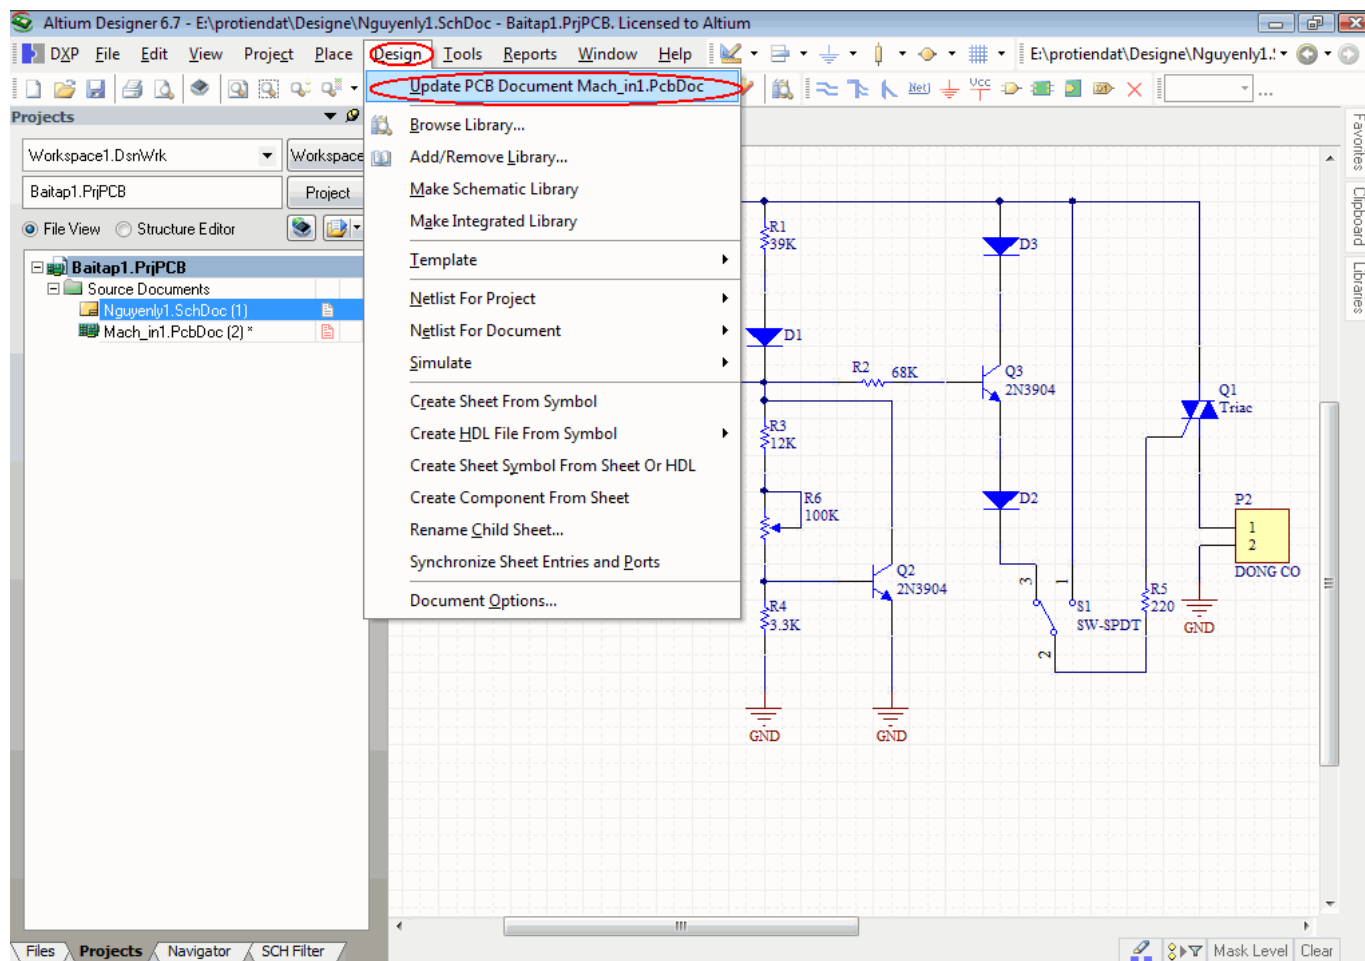 Altium Designer 6.7 - E:\protiendat\Designe\Nguyenly1.SchDoc - Baitap1.PrjPCB. Licensed to Altium
DXP File Edit View Project Place Design Tools Reports Window Help E:\protiendat\Designe\Nguyenly1.:
Update PCB Document Mach_in1.PcbDoc
Net
Vcc
...
Projects
Workspace1.DsnWrk
Workspace
Baitap1.PrjPCB
Project
File View
Structure Editor
Baitap1.PrjPCB
Source Documents
Nguyenly1.SchDoc (1)
Mach_in1.PcbDoc (2) *
Browse Library...
Add/Remove Library...
Make Schematic Library
Make Integrated Library
Template
Netlist For Project
Netlist For Document
Simulate
Create Sheet From Symbol
Create HDL File From Symbol
Create Sheet Symbol From Sheet Or HDL
Create Component From Sheet
Rename Child Sheet...
Synchronize Sheet Entries and Ports
Document Options...
R1
39K
D3
D1
R2 68K
Q3
2N3904
Q1
Triac
R3
12K
R6
100K
D2
P2
1
2
DONG CO
Q2
2N3904
3
1
R5
220
S1
SW-SPDT
GND
R4
3.3K
2
GND
GND
Favorites
Clipboard
Libraries
Files Projects Navigator SCH Filter
Mask Level Clear